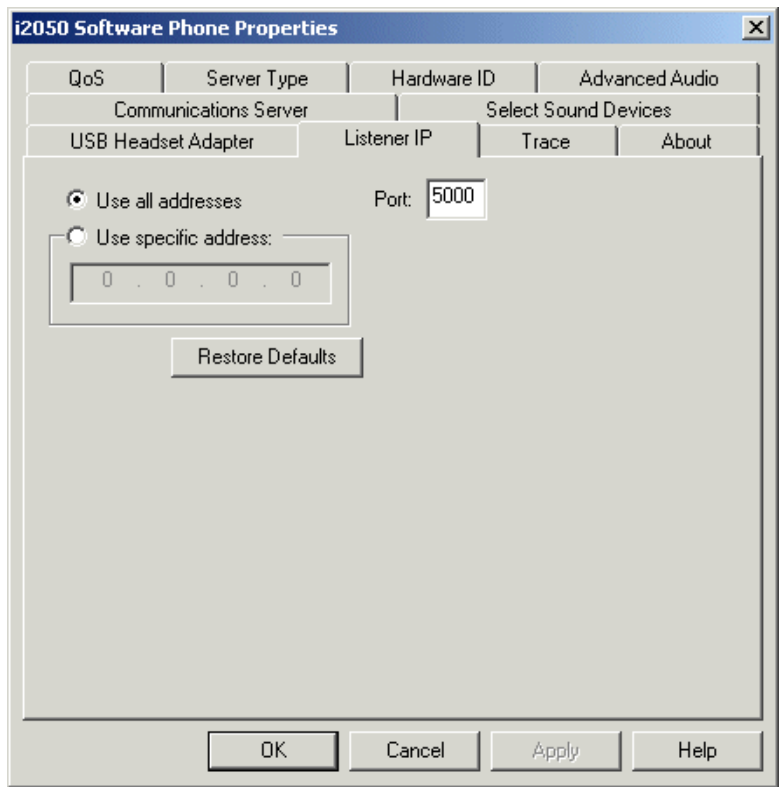 i2050 Software Phone Properties
QoS Server Type Hardware ID Advanced Audio
Communications Server Select Sound Devices
USB Headset Adapter Listener IP Trace About
Use all addresses Port: 5000
Use specific address:
0 . 0 . 0 . 0
Restore Defaults
OK Cancel Apply Help